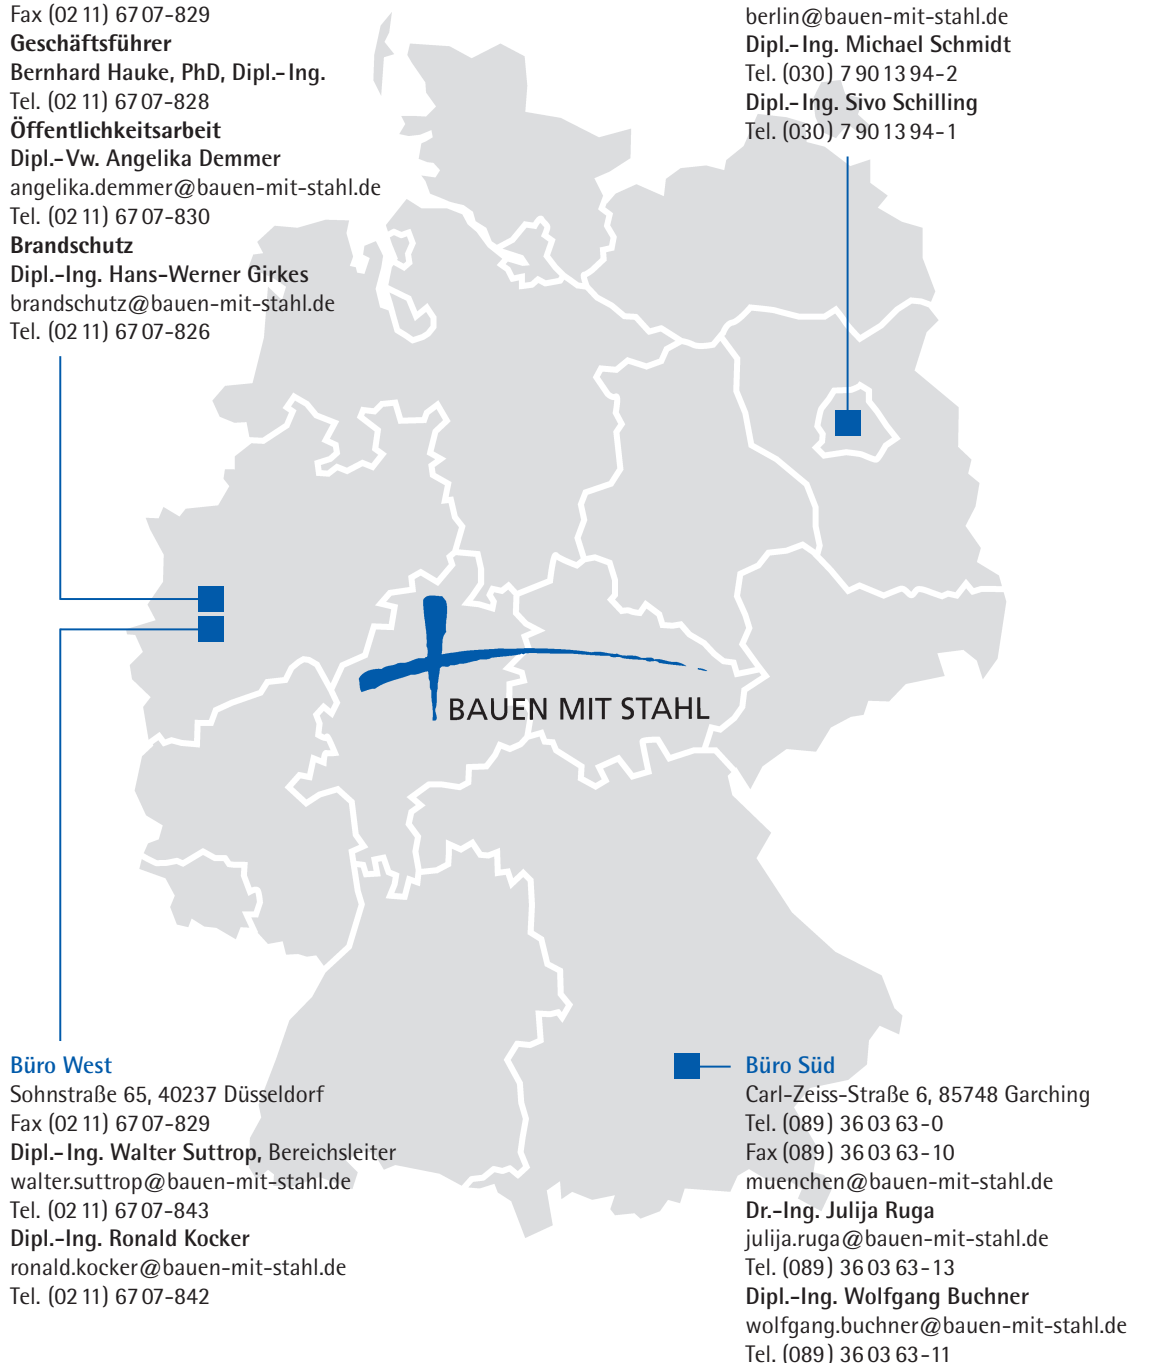 Fax (02 11) 67 07-829
Geschäftsführer
Bernhard Hauke, PhD, Dipl.-Ing.
Tel. (02 11) 67 07-828
Öffentlichkeitsarbeit
Dipl.-Vw. Angelika Demmer
angelika.demmer@bauen-mit-stahl.de
Tel. (02 11) 67 07-830
Brandschutz
Dipl.-Ing. Hans-Werner Girkes
brandschutz@bauen-mit-stahl.de
Tel. (02 11) 67 07-826
berlin@bauen-mit-stahl.de
Dipl.-Ing. Michael Schmidt
Tel. (030) 7 90 13 94-2
Dipl.-Ing. Sivo Schilling
Tel. (030) 7 90 13 94-1
BAUEN MIT STAHL
Büro West
Sohnstraße 65, 40237 Düsseldorf
Fax (02 11) 67 07-829
Dipl.-Ing. Walter Suttrop, Bereichsleiter
walter.suttrop@bauen-mit-stahl.de
Tel. (02 11) 67 07-843
Dipl.-Ing. Ronald Kocker
ronald.kocker@bauen-mit-stahl.de
Tel. (02 11) 67 07-842
Büro Süd
Carl-Zeiss-Straße 6, 85748 Garching
Tel. (089) 36 03 63-0
Fax (089) 36 03 63-10
muenchen@bauen-mit-stahl.de
Dr.-Ing. Julija Ruga
julija.ruga@bauen-mit-stahl.de
Tel. (089) 36 03 63-13
Dipl.-Ing. Wolfgang Buchner
wolfgang.buchner@bauen-mit-stahl.de
Tel. (089) 36 03 63-11